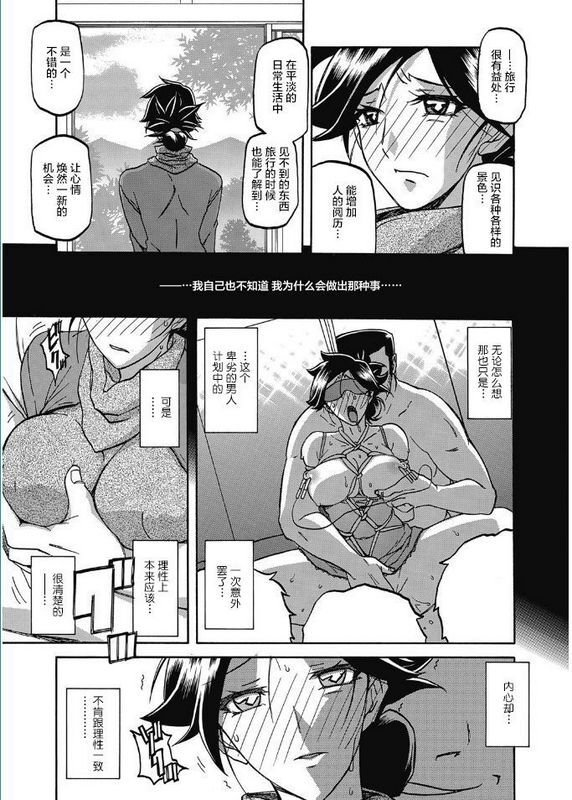 …—旅行
很有益处…
见识各种各样的
景色…
能增加
人的阅历…
在平淡的
日常生活中
见不到的东西
旅行的时候
也能了解到…
是一个
不错的…
让心情
焕然一新的
机会…
——…我自己也不知道 我为什么会做出那种事……
无论怎么想
那也只是…
…这个
卑劣的男人
计划中的
一次意外
罢了…
…可是
理性上
本来应该…
很清楚的
——
内心却…
不肯跟理性一致
…